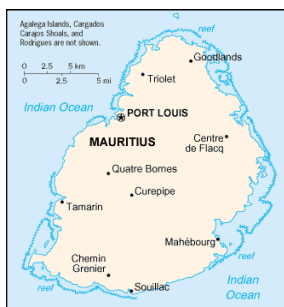 Agalega Islands, Cargados
Carajos Shoals, and
Rodrigues are not shown.
reef
0 2.5 5 km
0 2.5 5 mi
Goodlands
Triolet
Indian Ocean
PORT LOUIS
MAURITIUS
Centre
de Flacq
Quatre Bornes
Curepipe
Tamarin
Mahébourg
reef
Chemin
Grenier
Souillac
Indian
Ocean
reef